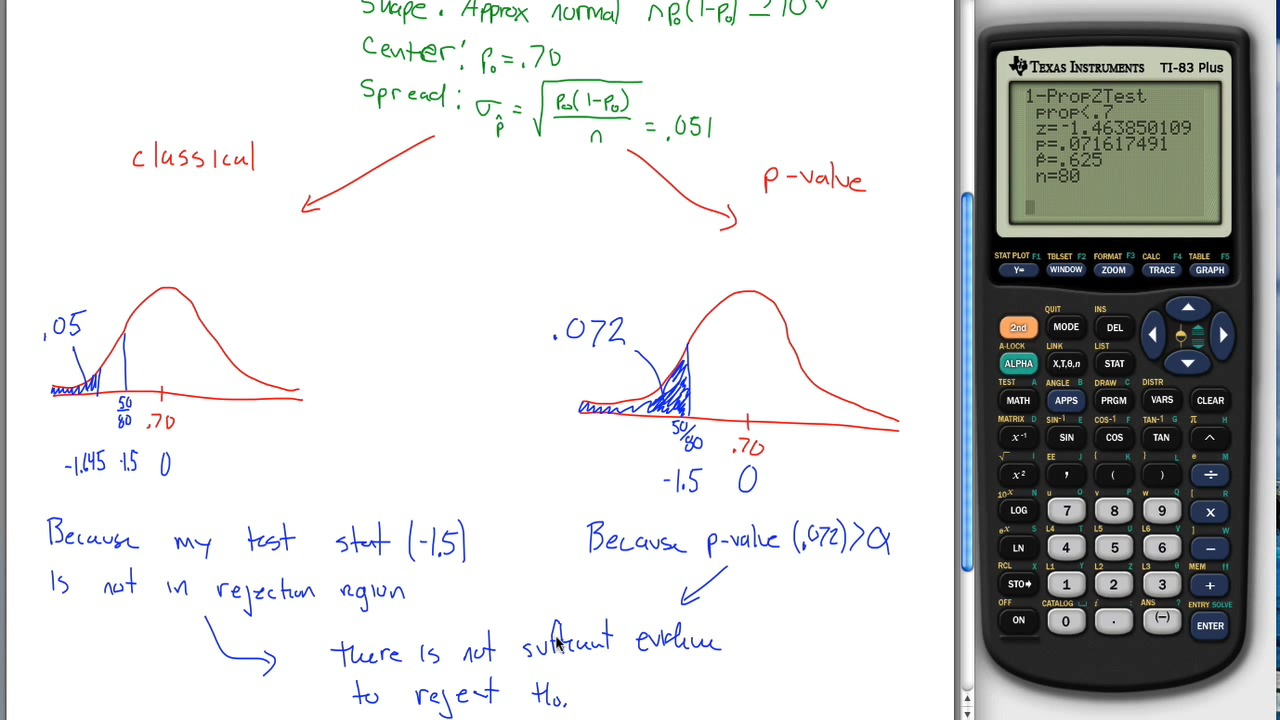 Shape: Approx normal np₀(1-p₀) ≥ 10 ✓
Center: p₀ = .70
Spread: σp̂ = √(p₀(1-p₀)/n) = .051
classical
p-value
.05
50/80 .70
-1.645 -1.5 0
.072
50/80 .70
-1.5 0
Because my test stat (-1.5)
Is not in rejection region
Because p-value (.072) > α
there is not sufficient evidence
to reject H₀.
TEXAS INSTRUMENTS TI-83 Plus
1-PropZTest
prop<.7
z=-1.463850109
p=.071617491
p̂=.625
n=80
STAT PLOT F1 TBLSET F2 FORMAT F3 CALC F4 TABLE F5
Y= WINDOW ZOOM TRACE GRAPH
QUIT INS
2nd MODE DEL
A-LOCK LINK LIST
ALPHA X,T,θ,n STAT
TEST A ANGLE B DRAW C DISTR
MATH APPS PRGM VARS CLEAR
MATRIX D SIN⁻¹ E COS⁻¹ F TAN⁻¹ G π H
x⁻¹ SIN COS TAN ^
√ I EE J { K } L e M
x² , ( ) ÷
10ˣ N u O v P w Q [ R
LOG 7 8 9 x
eˣ S L4 T L5 U L6 V ] W
LN 4 5 6 −
RCL X L1 Y L2 Z L3 θ MEM "
STO➧ 1 2 3 +
OFF CATALOG ⎵ i : ANS ? ENTRY SOLVE
ON 0 . (−) ENTER